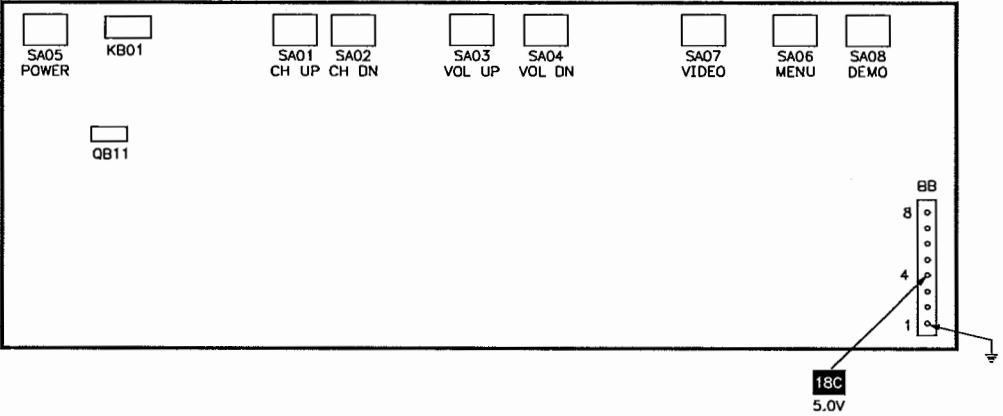 SA05
POWER
KB01
SA01
CH UP
SA02
CH DN
SA03
VOL UP
SA04
VOL DN
SA07
VIDEO
SA06
MENU
SA08
DEMO
QB11
BB
8
4
1
18C
5.0V